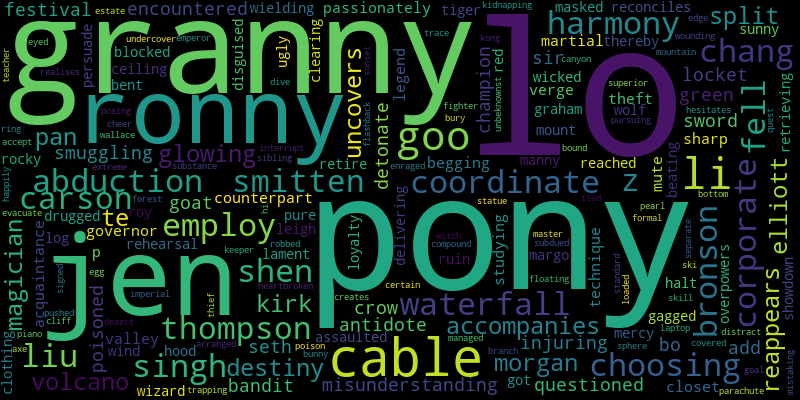 festival estate encountered wielding passionately tiger kidnapping masked reconciles edge
granny lo harmony split
eyed undercover emperor persuade disguised ugly clearing uncovers trace kong wounding
teacher realises blocked ceiling bent dive sunset legend red martial thereby sunny
ronny champion sir canyon mountain chang
posing cheer flashback unbeknownst wicked superior hesitates locket
ring accept wallace fighter bury verge theft wolf pursuing green quest
pan glowing goo graham sword fell retrieving
rocky smuggling interrupt sibling retire detonate begging mount manny bound sharp
happily extreme substance enraged reached mute beating
abduction smitten coordinate z li corporate elliott
carson drugged roy goat counterpart pure statue pearl bottom
evacuate te governor employ hi leigh loyalty delivering formal tied
jen pony
magician acquaintance log rehearsal keeper robbed lament studying master subdued margo technique halt bronson separate
signed p egg shen witch compound ruin floating mercy ski skill overpowers reappears showdown
clothing poisoned imperial thief heartbroken creates certain standard loaded gagged laptop
pushed cliff kirk crow waterfall
piano desert thompson antidote accompanies bo add distract
axe liu valley wind arranged assaulted managed injuring sphere covered
hood singh seth destiny cable morgan choosing closet goal
volcano bandit poison bunny misunderstanding branch got questioned parachute mistaking
wizard trapping